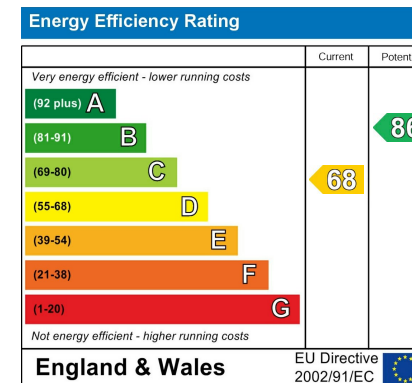 Energy Efficiency Rating
Current Potent
Very energy efficient - lower running costs
(92 plus) A
(81-91) B
86
(69-80) C
68
(55-68) D
(39-54) E
(21-38) F
(1-20) G
Not energy efficient - higher running costs
England & Wales
EU Directive
2002/91/EC